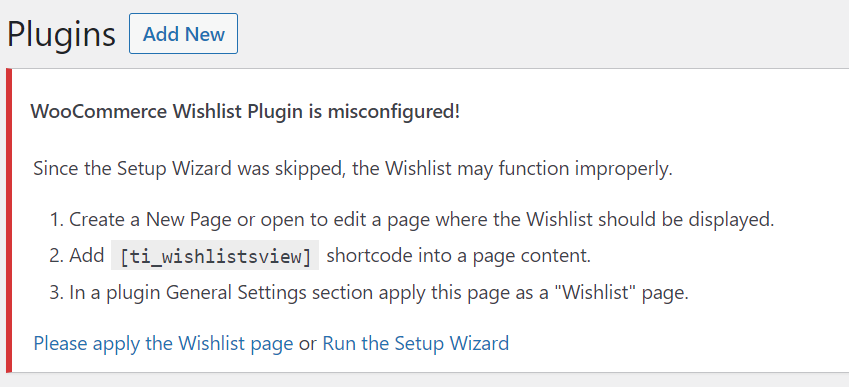 Plugins Add New
WooCommerce Wishlist Plugin is misconfigured!
Since the Setup Wizard was skipped, the Wishlist may function improperly.
1. Create a New Page or open to edit a page where the Wishlist should be displayed.
2. Add [ti_wishlistsview] shortcode into a page content.
3. In a plugin General Settings section apply this page as a "Wishlist" page.
Please apply the Wishlist page or Run the Setup Wizard